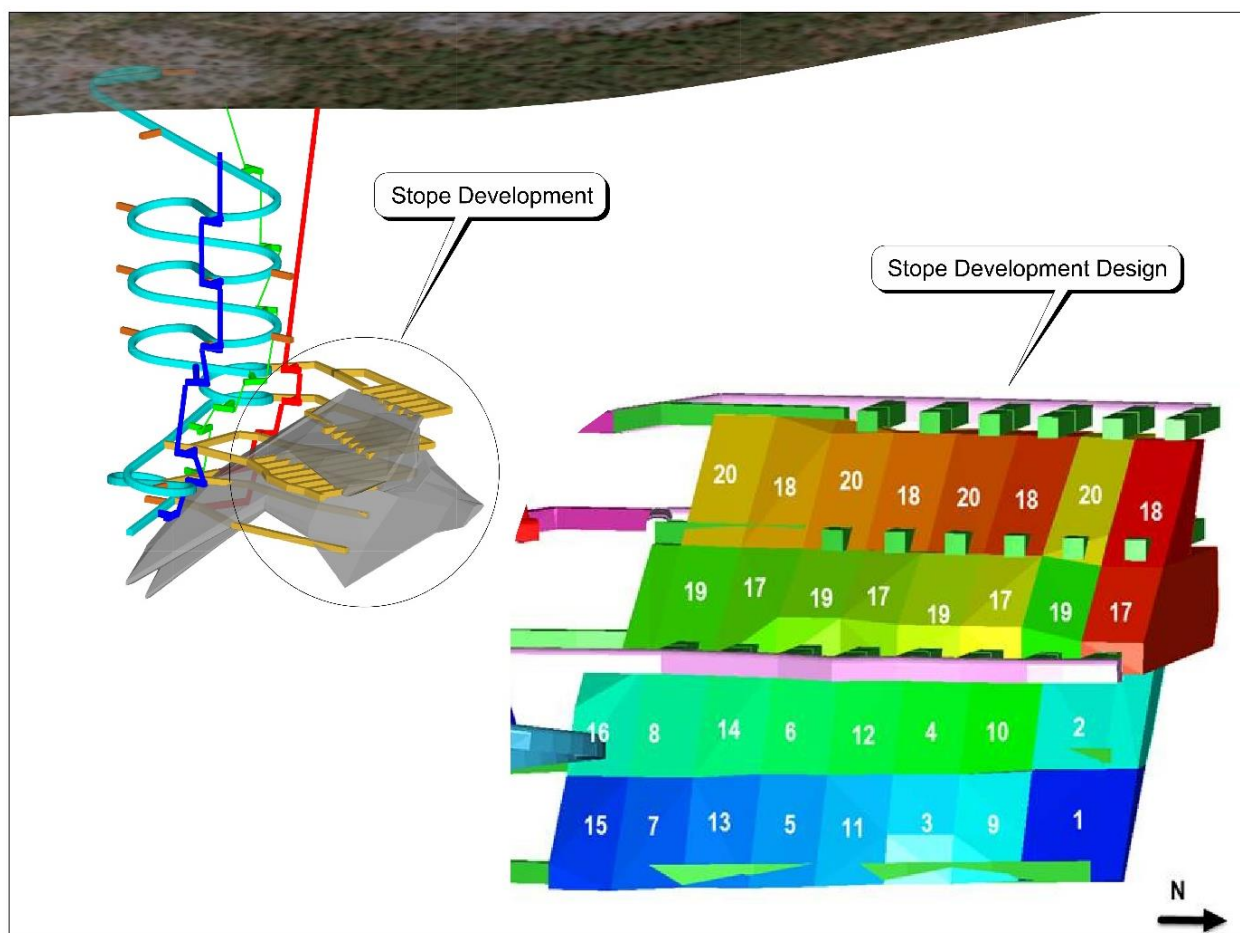 Stope Development
Stope Development Design
20 18 20 18 20 18 20 18
19 17 19 17 19 17 19 17
16 8 14 6 12 4 10 2
15 7 13 5 11 3 9 1
N